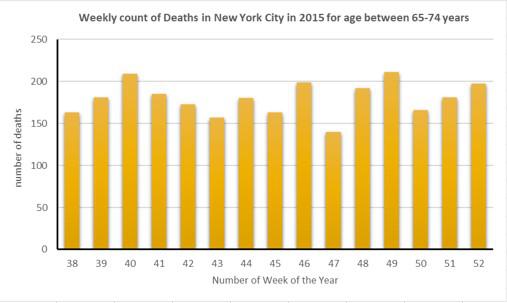 Weekly count of Deaths in New York City in 2015 for age between 65-74 years
250
200
150
100
50
0
number of deaths
38 39 40 41 42 43 44 45 46 47 48 49 50 51 52
Number of Week of the Year